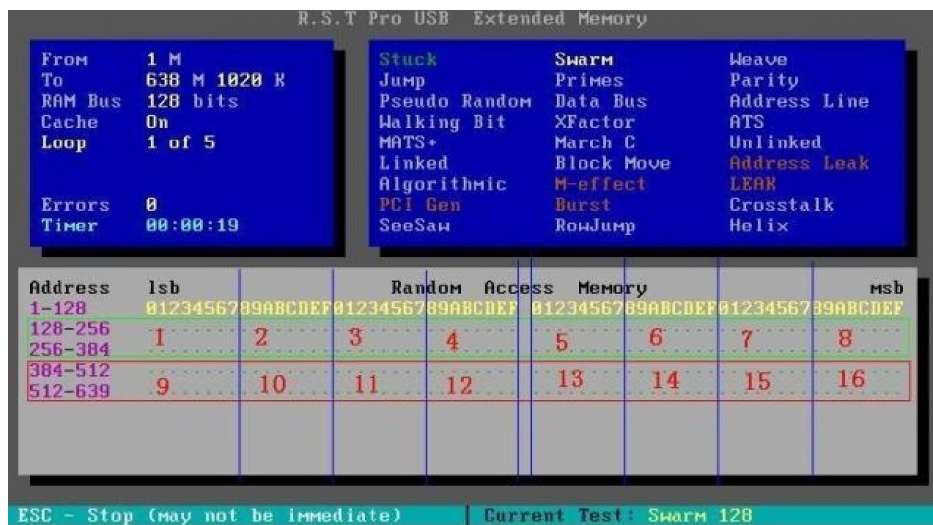 R.S.T Pro USB Extended Memory
From 1 M
To 638 M 1020 K
RAM Bus 128 bits
Cache On
Loop 1 of 5
Errors 0
Timer 00:00:19
Stuck Swarm Weave
Jump Primes Parity
Pseudo Random Data Bus Address Line
Walking Bit XFactor ATS
MATS+ March C Unlinked
Linked Block Move Address Leak
Algorithmic M-effect LEAK
PCI Gen Burst Crosstalk
SeeSaw RowJump Helix
Address lsb Random Access Memory msb
1-128 0123456789ABCDEF0123456789ABCDEF 0123456789ABCDEF0123456789ABCDEF
128-256
1 2 3 4 5 6 7 8
256-384
384-512
9 10 11 12 13 14 15 16
512-639
ESC - Stop (may not be immediate) Current Test: Swarm 128